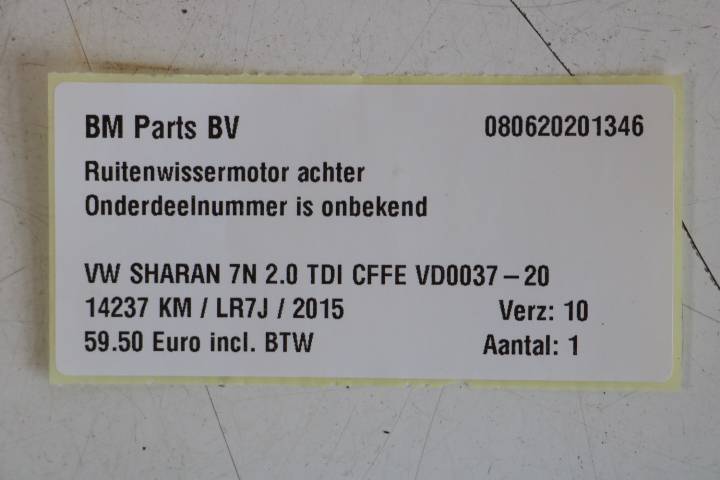 BM Parts BV 080620201346
Ruitenwissermotor achter
Onderdeelnummer is onbekend
VW SHARAN 7N 2.0 TDI CFFE VD0037-20
14237 KM / LR7J / 2015 Verz: 10
59.50 Euro incl. BTW Aantal: 1